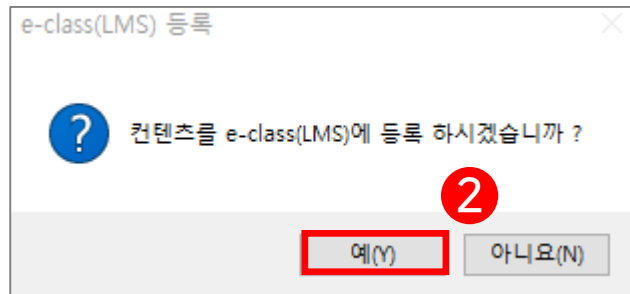 e-class(LMS) 등록
? 컨텐츠를 e-class(LMS)에 등록 하시겠습니까 ?
2
예(Y) 아니요(N)